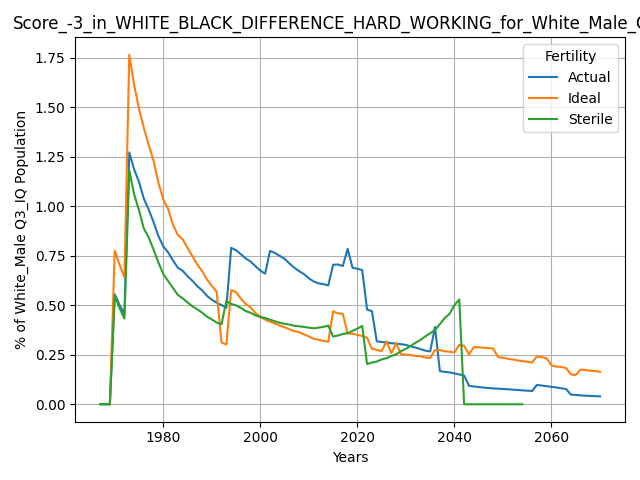 Score_-3_in_WHITE_BLACK_DIFFERENCE_HARD_WORKING_for_White_Male_
% of White_Male Q3_IQ Population
1.75
1.50
1.25
1.00
0.75
0.50
0.25
0.00
Fertility
Actual
Ideal
Sterile
1980
2000
2020
2040
2060
Years